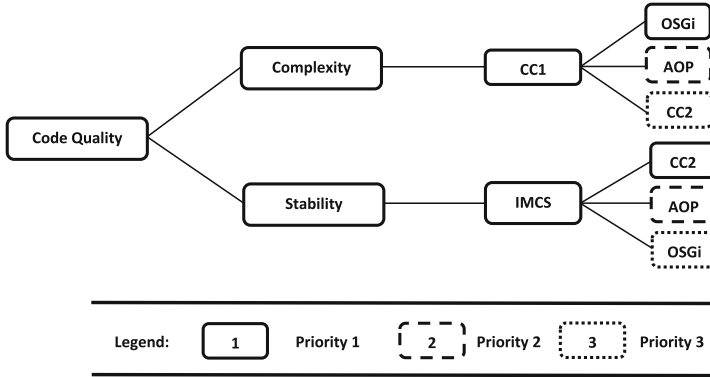 OSGi
Complexity
CC1
AOP
CC2
Code Quality
CC2
Stability
IMCS
AOP
OSGi
Legend:
1
Priority 1
2
Priority 2
3
Priority 3